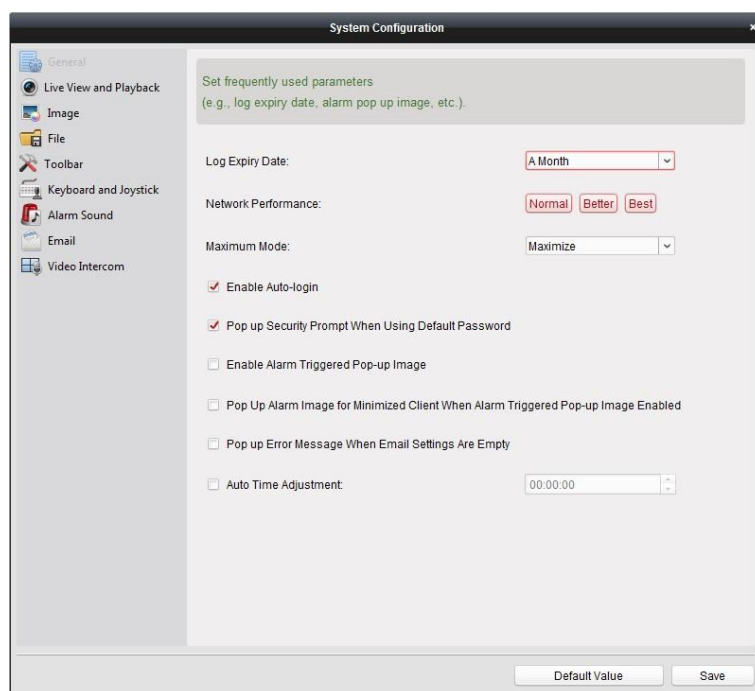 System Configuration
General
Live View and Playback
Image
File
Toolbar
Keyboard and Joystick
Alarm Sound
Email
Video Intercom
Set frequently used parameters
(e.g., log expiry date, alarm pop up image, etc.).
Log Expiry Date: A Month
Network Performance: Normal Better Best
Maximum Mode: Maximize
Enable Auto-login
Pop up Security Prompt When Using Default Password
Enable Alarm Triggered Pop-up Image
Pop Up Alarm Image for Minimized Client When Alarm Triggered Pop-up Image Enabled
Pop up Error Message When Email Settings Are Empty
Auto Time Adjustment: 00:00:00
Default Value Save